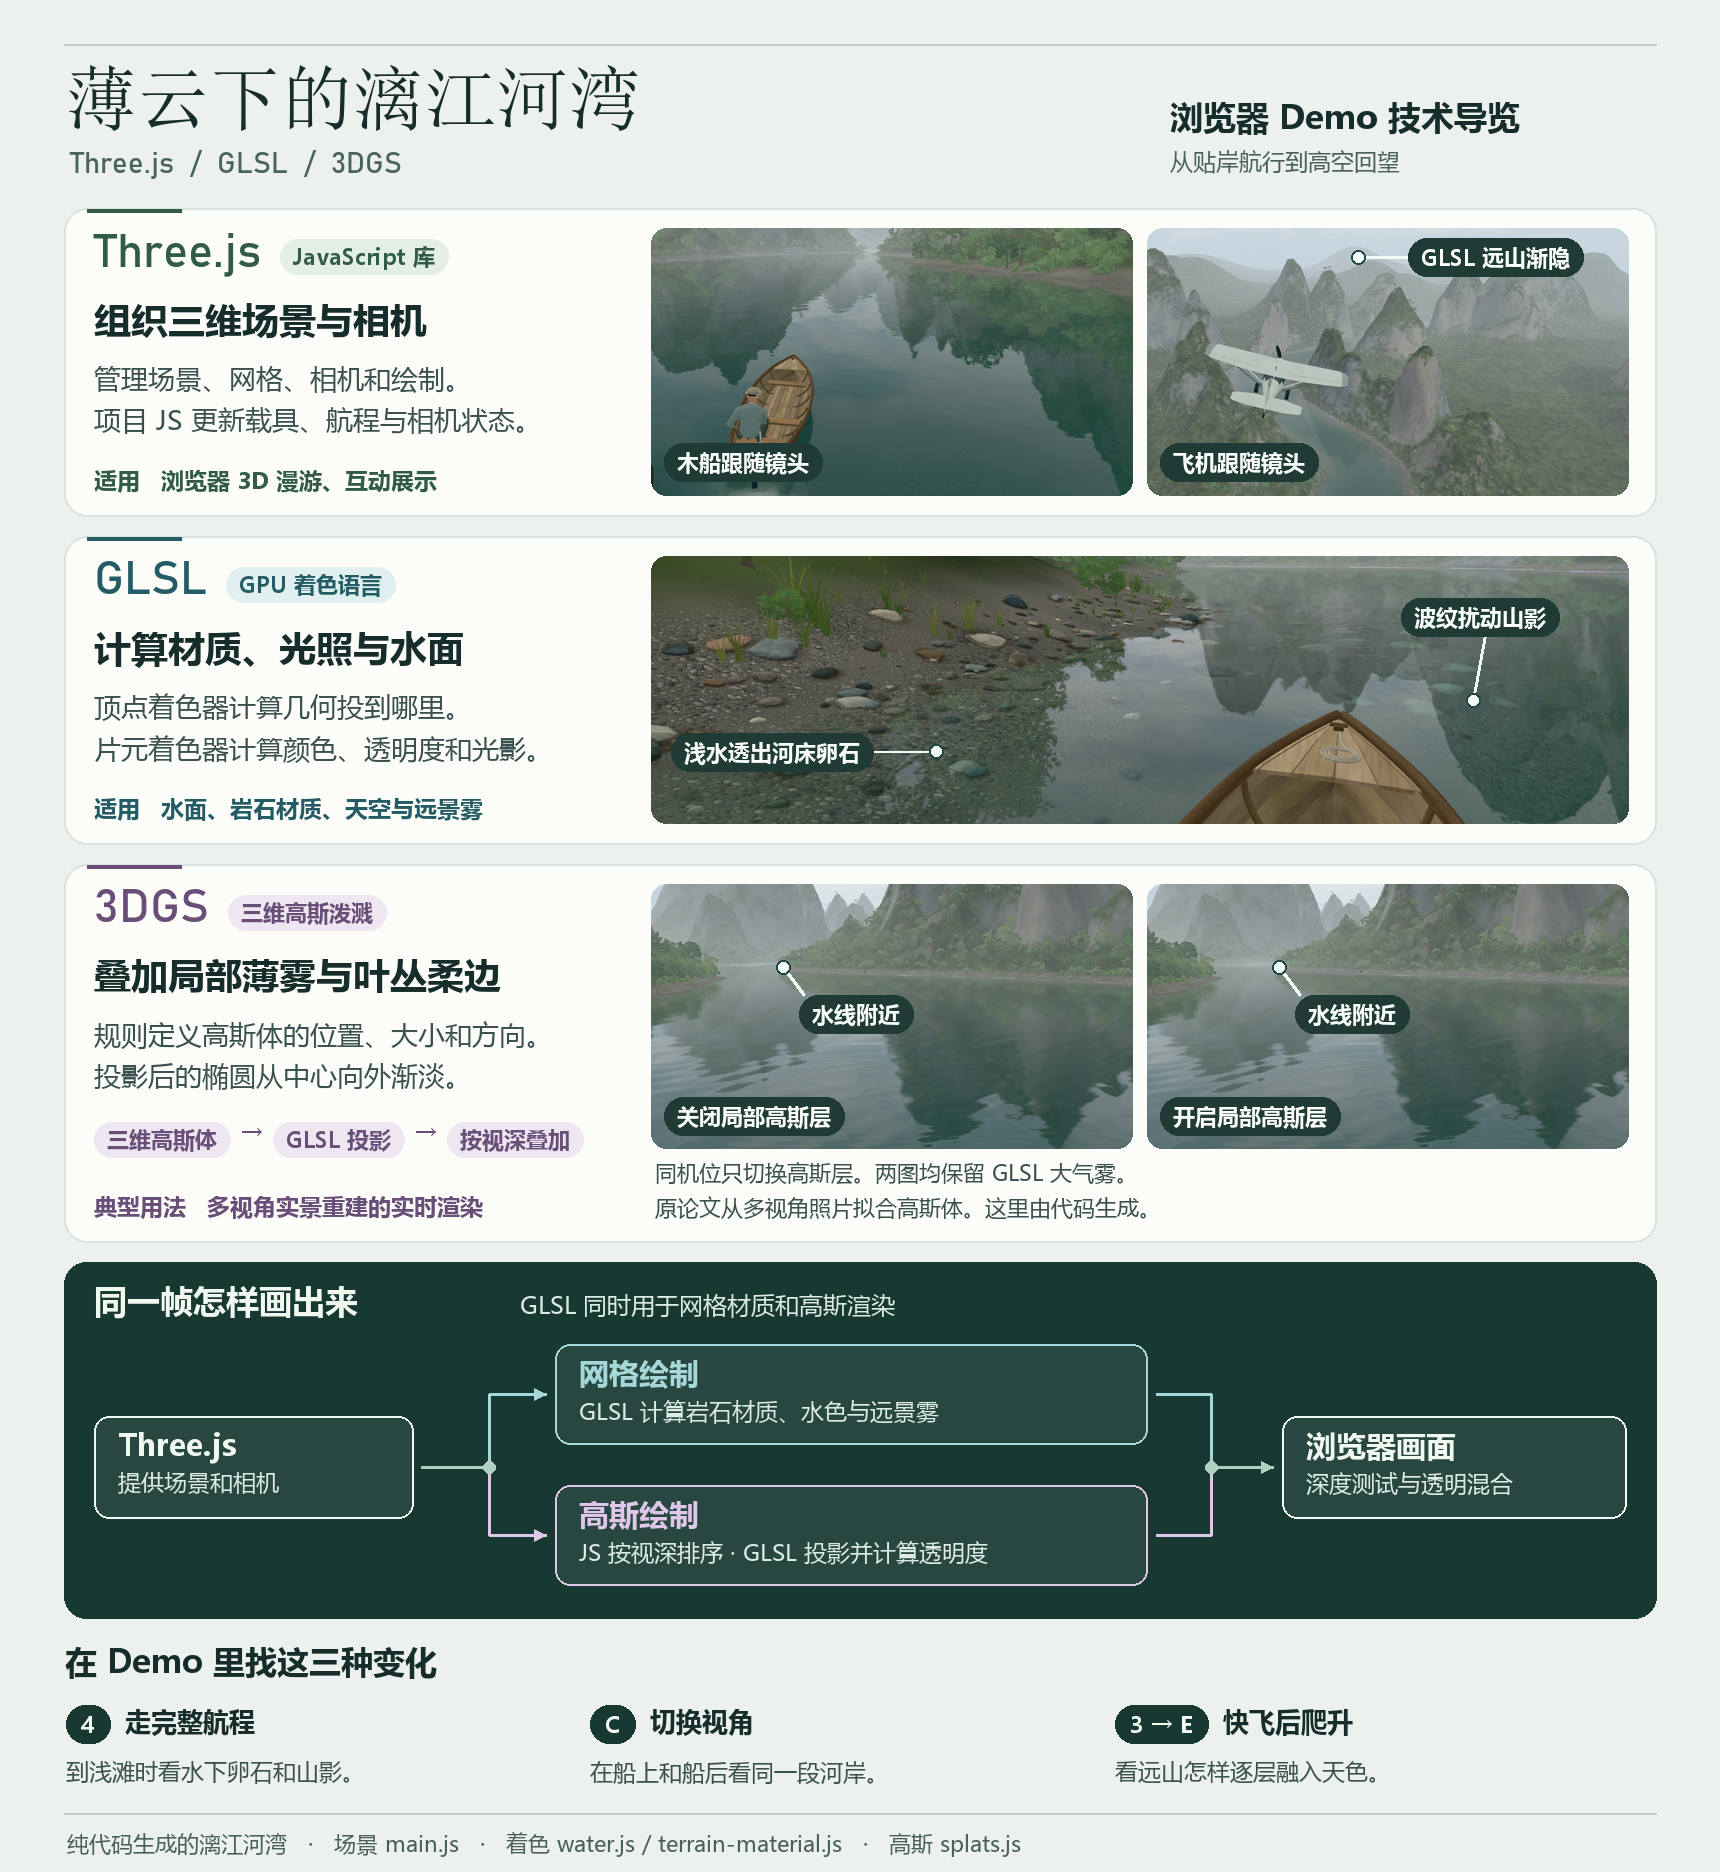 薄云下的漓江河湾
Three.js / GLSL / 3DGS
浏览器 Demo 技术导览
从贴岸航行到高空回望
Three.js JavaScript 库
组织三维场景与相机
管理场景、网格、相机和绘制。
项目 JS 更新载具、航程与相机状态。
适用 浏览器 3D 漫游、互动展示
木船跟随镜头
GLSL 远山渐隐
飞机跟随镜头
GLSL GPU 着色语言
计算材质、光照与水面
顶点着色器计算几何投到哪里。
片元着色器计算颜色、透明度和光影。
适用 水面、岩石材质、天空与远景雾
波纹扰动山影
浅水透出河床卵石
3DGS 三维高斯泼溅
叠加局部薄雾与叶丛柔边
规则定义高斯体的位置、大小和方向。
投影后的椭圆从中心向外渐淡。
三维高斯体 → GLSL 投影 → 按视深叠加
典型用法 多视角实景重建的实时渲染
水线附近
关闭局部高斯层
水线附近
开启局部高斯层
同机位只切换高斯层。两图均保留 GLSL 大气雾。
原论文从多视角照片拟合高斯体。这里由代码生成。
同一帧怎样画出来
GLSL 同时用于网格材质和高斯渲染
Three.js
提供场景和相机
网格绘制
GLSL 计算岩石材质、水色与远景雾
高斯绘制
JS 按视深排序 · GLSL 投影并计算透明度
浏览器画面
深度测试与透明混合
在 Demo 里找这三种变化
4 走完整航程
到浅滩时看水下卵石和山影。
C 切换视角
在船上和船后看同一段河岸。
3 → E 快飞后爬升
看远山怎样逐层融入天色。
纯代码生成的漓江河湾 · 场景 main.js · 着色 water.js / terrain-material.js · 高斯 splats.js